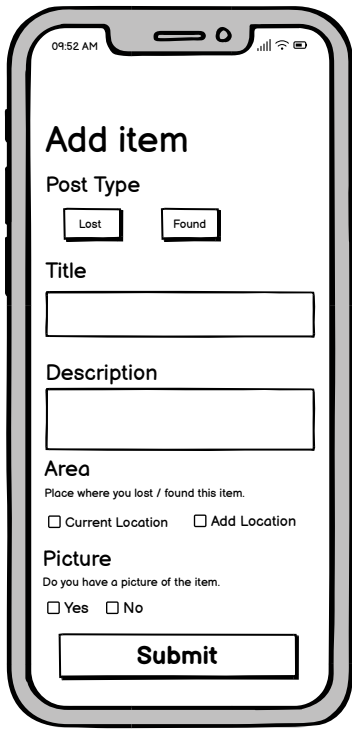 09:52 AM
Add item
Post Type
Lost Found
Title
Description
Area
Place where you lost / found this item.
Current Location Add Location
Picture
Do you have a picture of the item.
Yes No
Submit